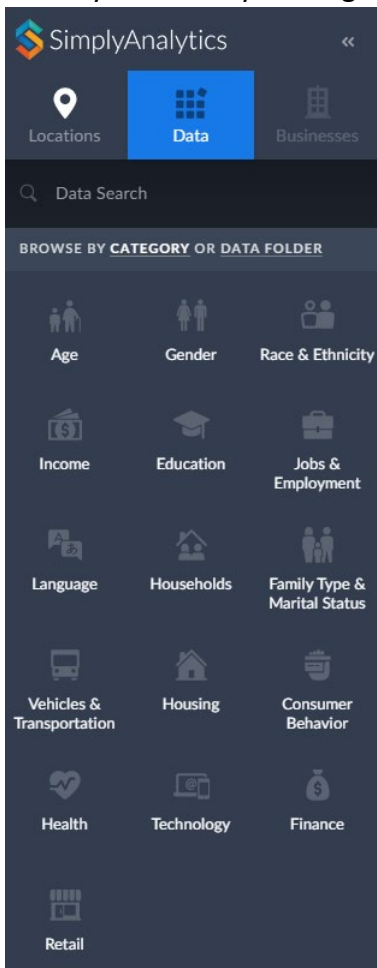 SimplyAnalytics «
Locations Data Businesses
Data Search
BROWSE BY CATEGORY OR DATA FOLDER
Age Gender Race & Ethnicity
Income Education Jobs &
Employment
Language Households Family Type &
Marital Status
Vehicles & Housing Consumer
Transportation Behavior
Health Technology Finance
Retail